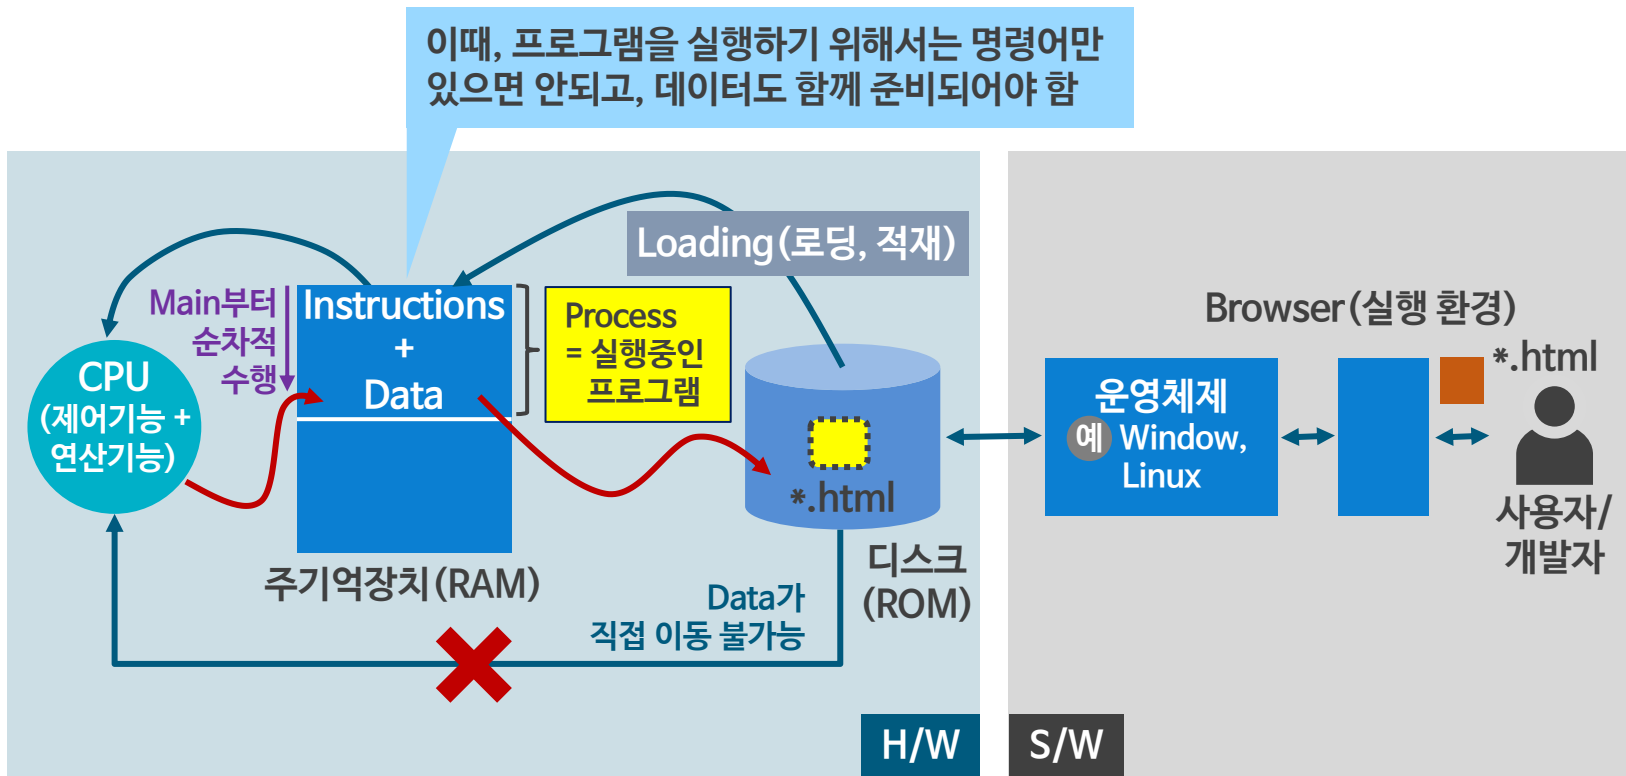 이때, 프로그램을 실행하기 위해서는 명령어만
있으면 안되고, 데이터도 함께 준비되어야 함
Loading(로딩, 적재)
Main부터
순차적
수행
Instructions
+
Data
Process
= 실행중인
프로그램
CPU
(제어기능 +
연산기능)
*.html
주기억장치(RAM)
디스크
(ROM)
Data가
직접 이동 불가능
H/W
Browser(실행 환경)
*.html
운영체제
예 Window,
Linux
사용자/
개발자
S/W